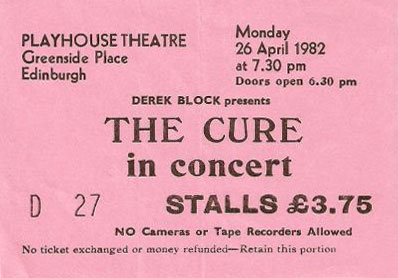 PLAYHOUSE THEATRE
Greenside Place
Edinburgh
Monday
26 April 1982
at 7.30 pm
Doors open 6.30 pm
DEREK BLOCK presents
THE CURE
in concert
D 27 STALLS £3.75
NO Cameras or Tape Recorders Allowed
No ticket exchanged or money refunded—Retain this portion